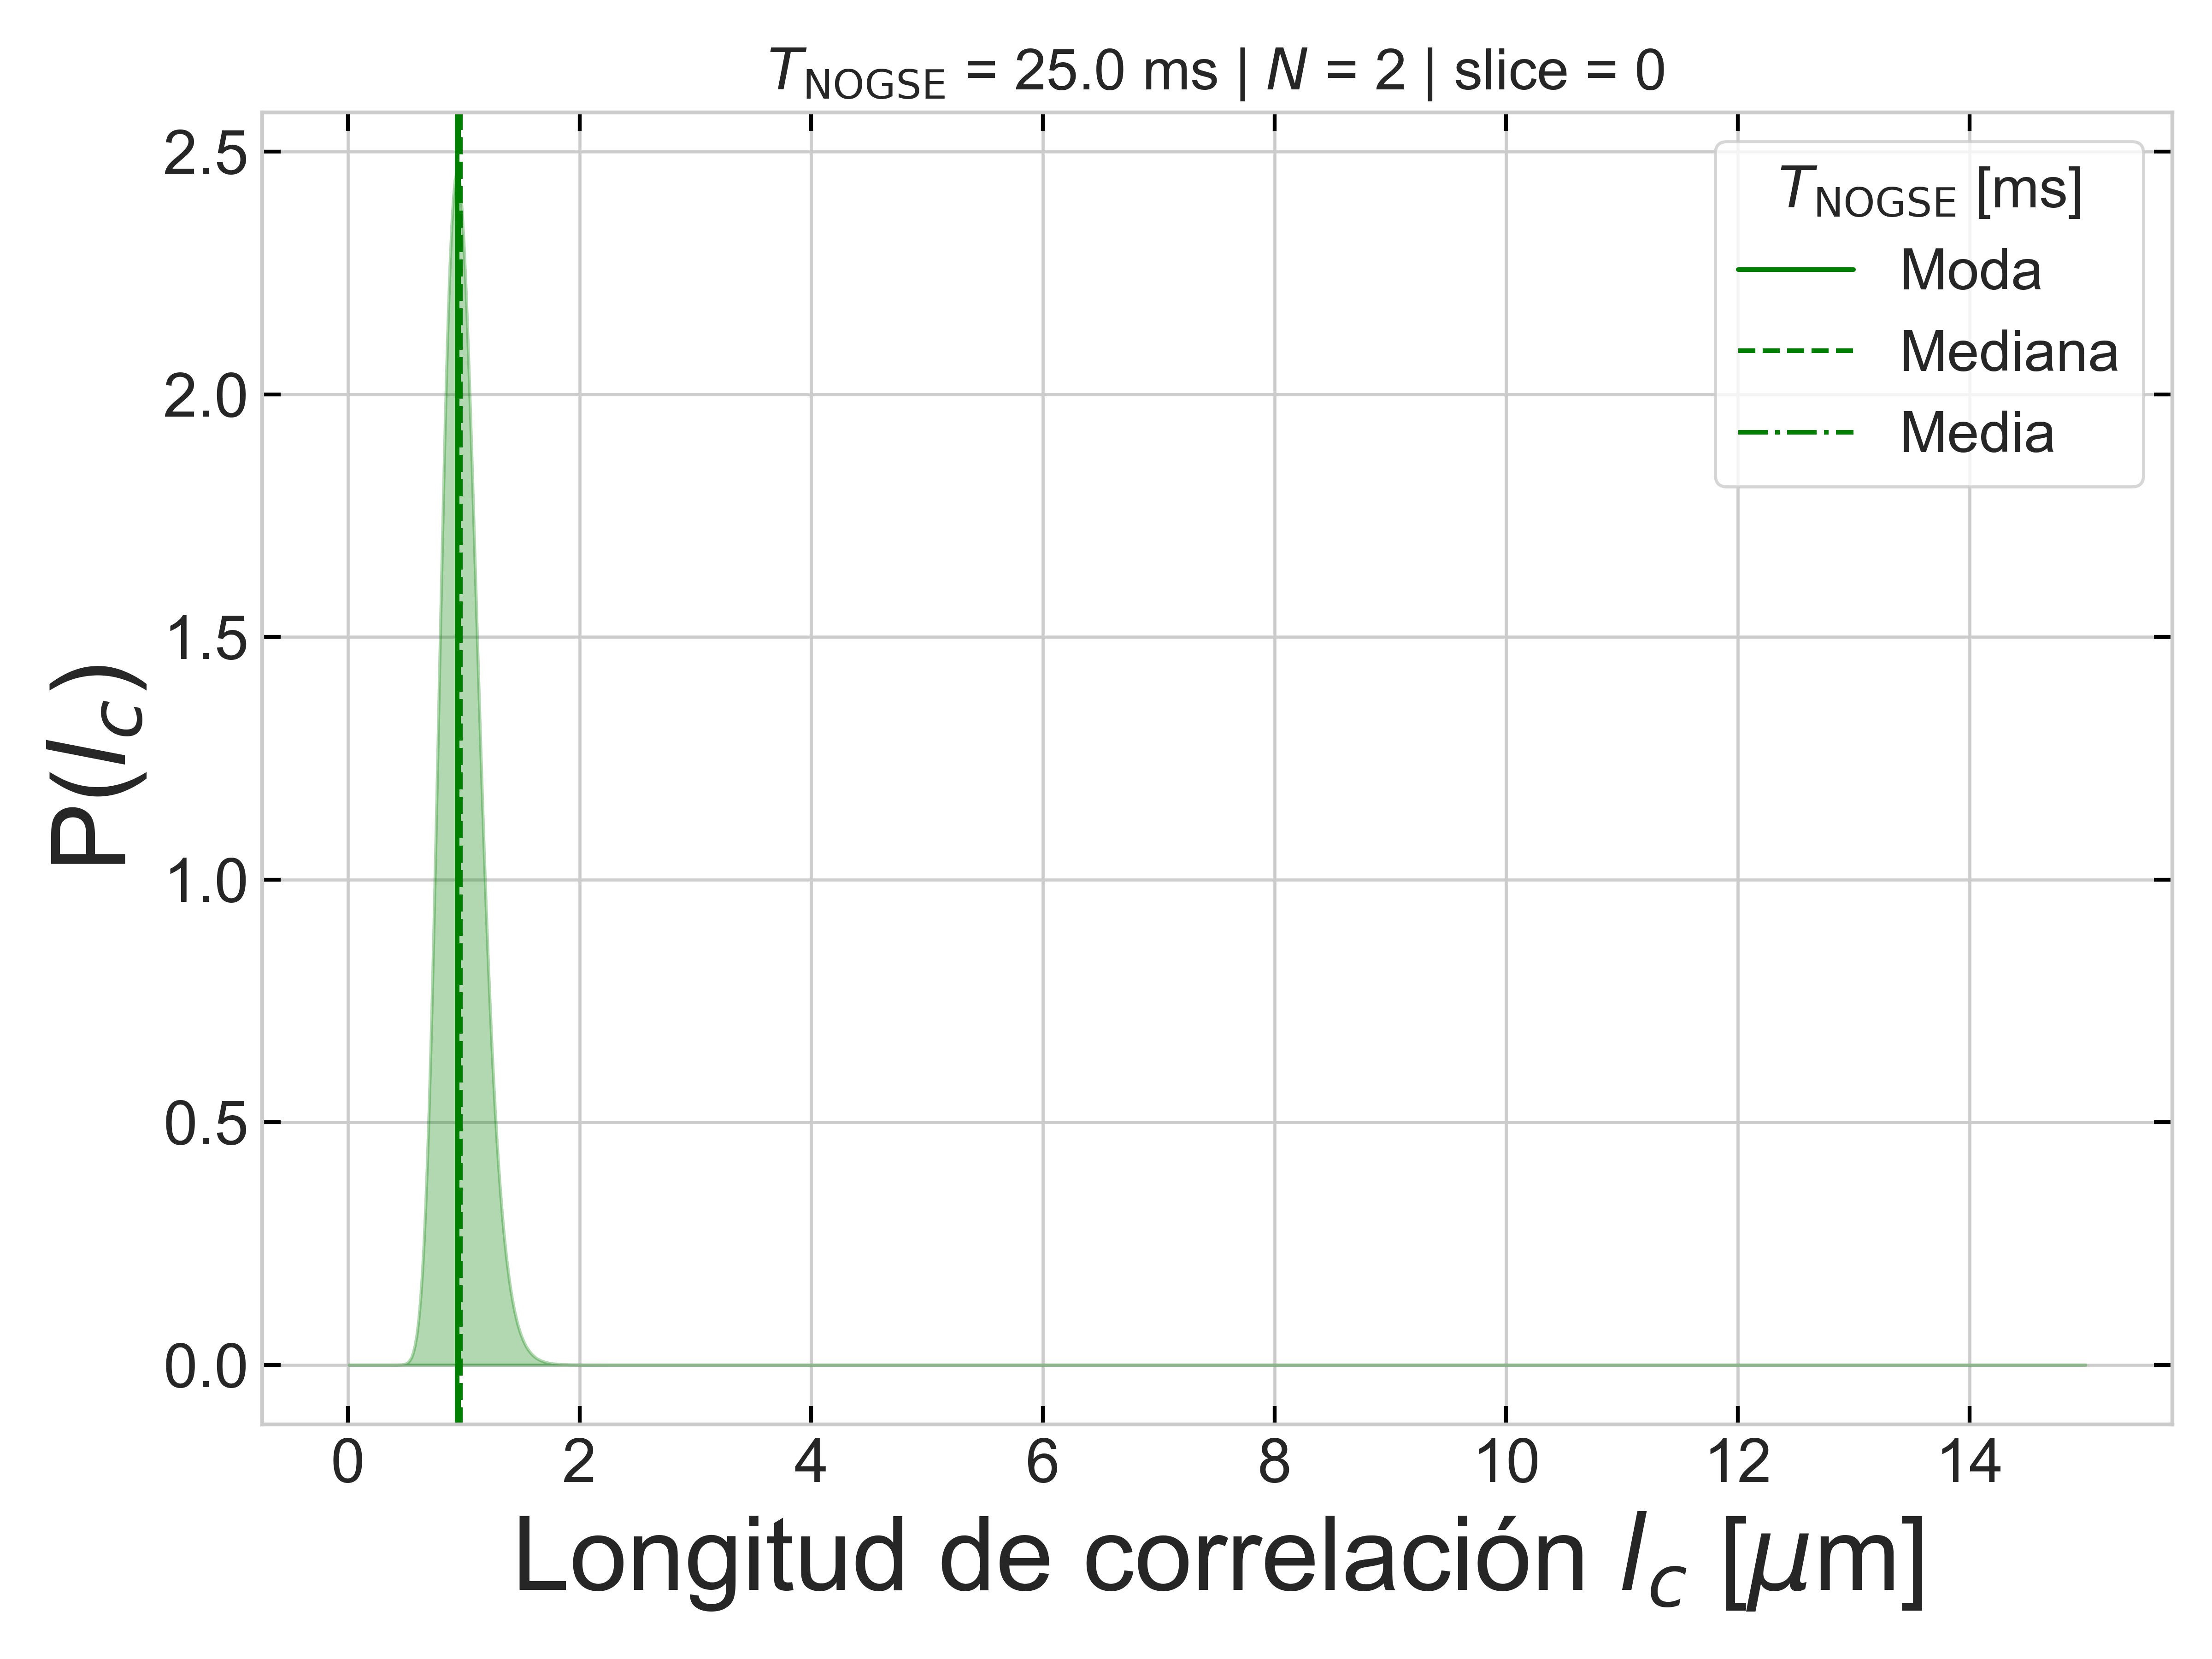 T_NOGSE = 25.0 ms | N = 2 | slice = 0
T_NOGSE [ms]
Moda
Mediana
Media
P(l_c)
2.5
2.0
1.5
1.0
0.5
0.0
0 2 4 6 8 10 12 14
Longitud de correlación l_c [μm]